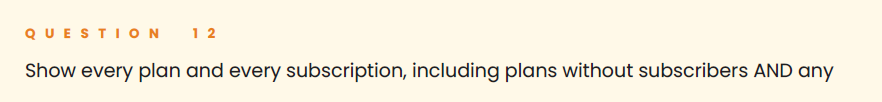 QUESTION 12
Show every plan and every subscription, including plans without subscribers AND any